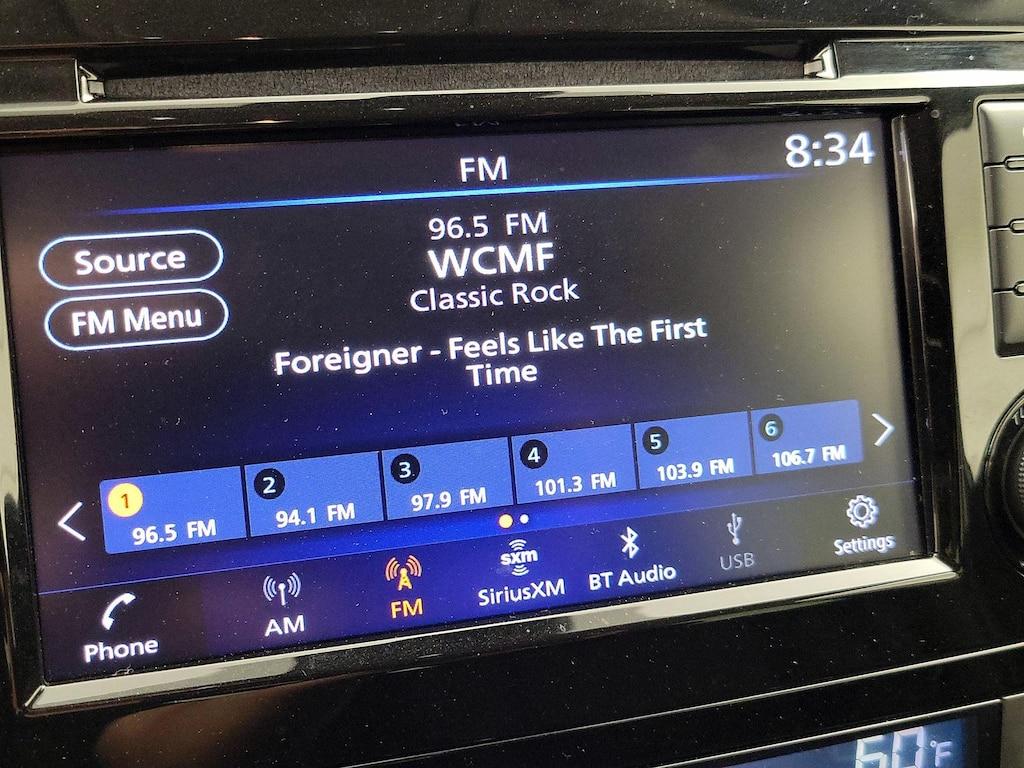 FM
8:34
Source
FM Menu
96.5 FM
WCMF
Classic Rock
Foreigner - Feels Like The First
Time
1
96.5 FM
2
94.1 FM
3
97.9 FM
4
101.3 FM
5
103.9 FM
6
106.7 FM
Phone
AM
FM
sxm
SiriusXM
BT Audio
USB
Settings
60°F